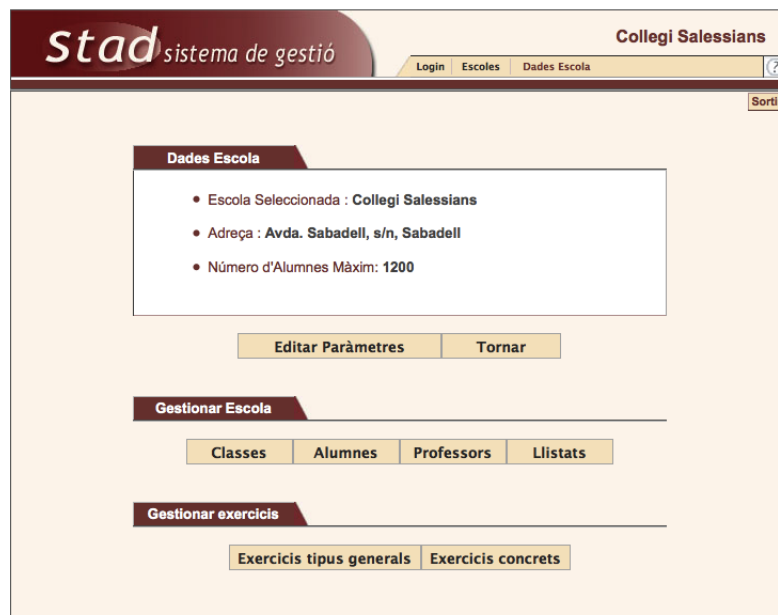 Stad sistema de gestió
Collegi Salessians
Login Escoles Dades Escola ?
Sorti
Dades Escola
Escola Seleccionada : Collegi Salessians
Adreça : Avda. Sabadell, s/n, Sabadell
Número d'Alumnes Màxim: 1200
Editar Paràmetres Tornar
Gestionar Escola
Classes Alumnes Professors Llistats
Gestionar exercicis
Exercicis tipus generals Exercicis concrets